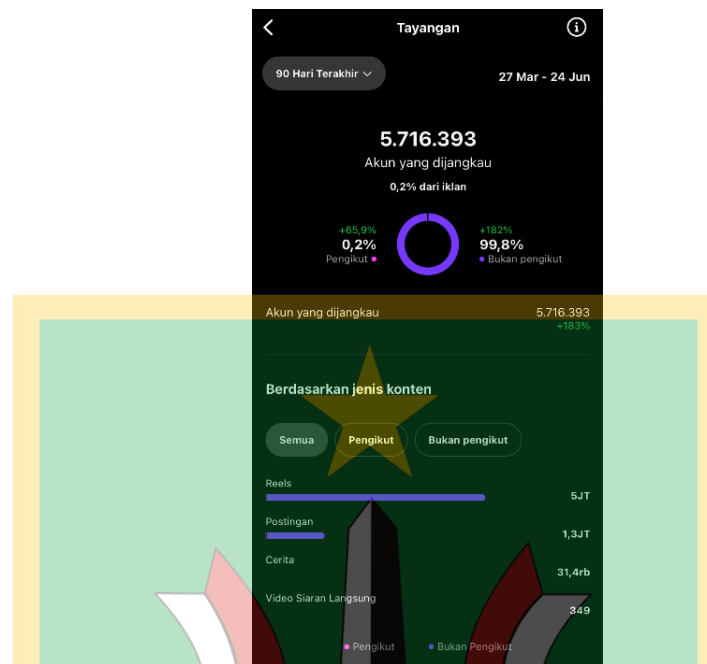 Tayangan
90 Hari Terakhir
27 Mar - 24 Jun
5.716.393
Akun yang dijangkau
0,2% dari iklan
+65,9%
0,2%
Pengikut
+182%
99,8%
Bukan pengikut
Akun yang dijangkau 5.716.393
+183%
Berdasarkan jenis konten
Semua Pengikut Bukan pengikut
Reels
5JT
Postingan
1,3JT
Cerita
31,4rb
Video Siaran Langsung
349
Pengikut Bukan Pengikut